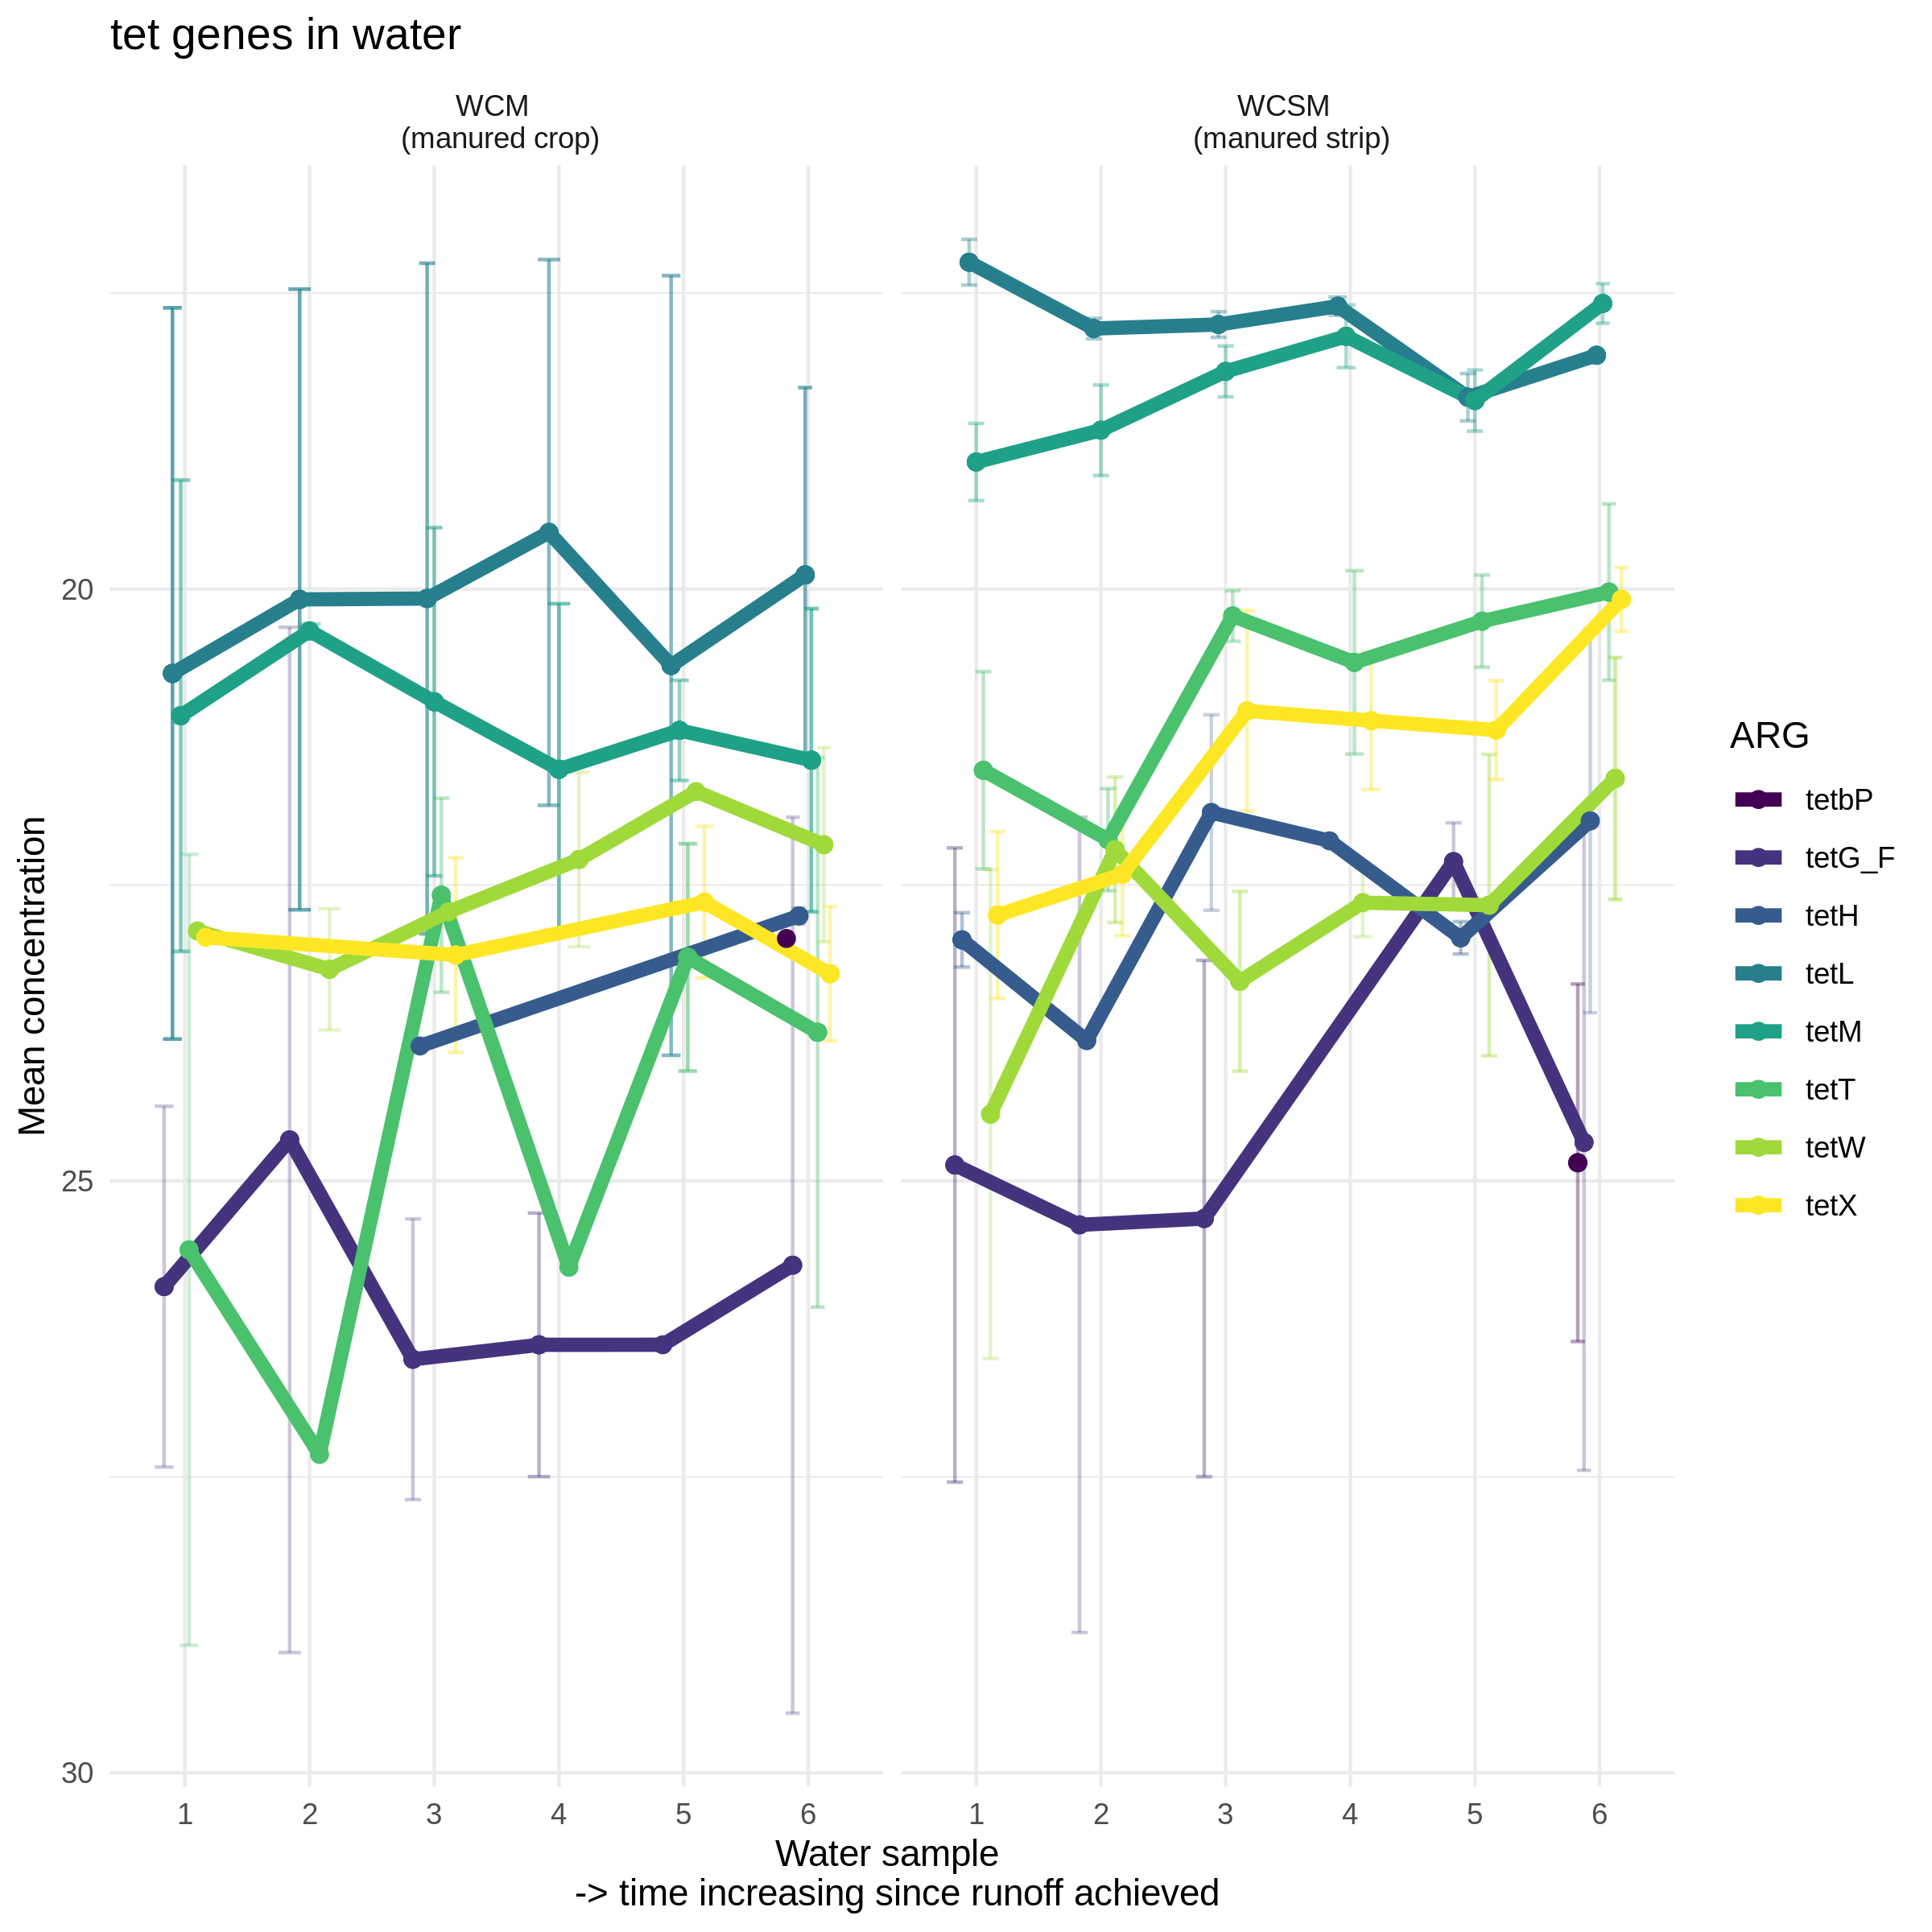 tet genes in water
WCM
(manured crop)
WCSM
(manured strip)
Mean concentration
20
25
30
1 2 3 4 5 6
1 2 3 4 5 6
Water sample
-> time increasing since runoff achieved
ARG
tetbP
tetG_F
tetH
tetL
tetM
tetT
tetW
tetX